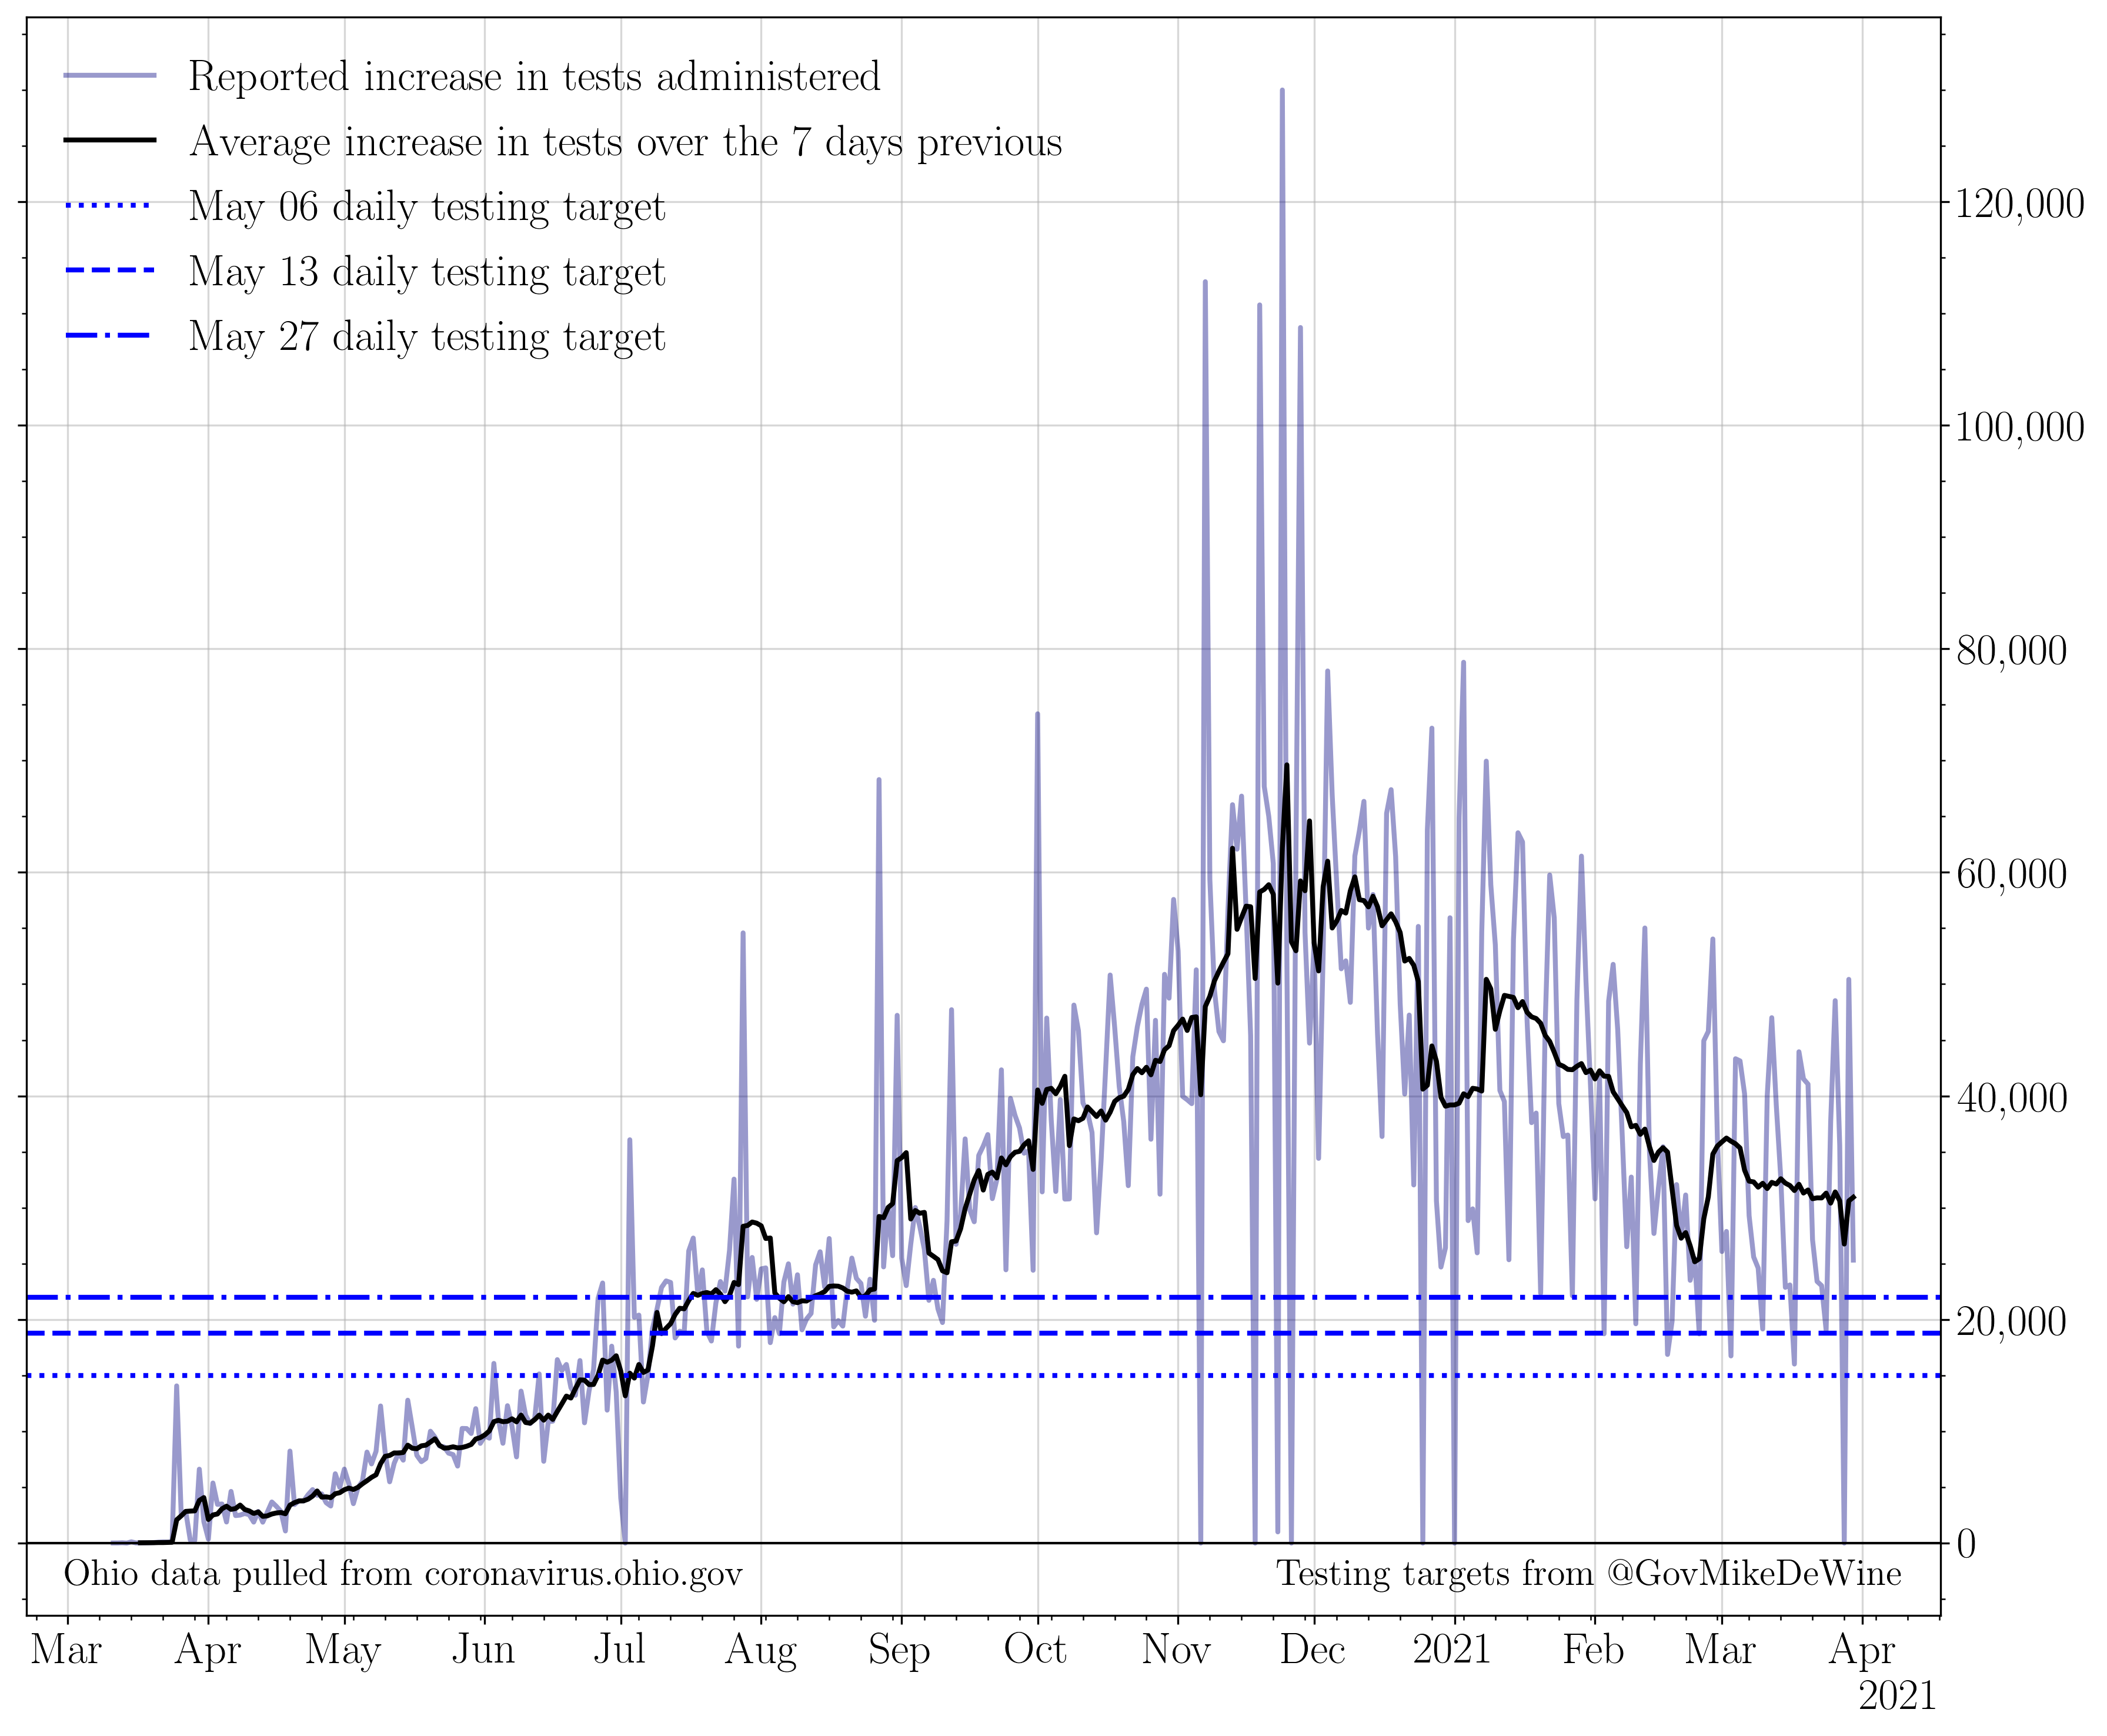 Reported increase in tests administered
Average increase in tests over the 7 days previous
May 06 daily testing target
May 13 daily testing target
May 27 daily testing target
120,000
100,000
80,000
60,000
40,000
20,000
0
Ohio data pulled from coronavirus.ohio.gov
Testing targets from @GovMikeDeWine
Mar Apr May Jun Jul Aug Sep Oct Nov Dec 2021 Feb Mar Apr
2021